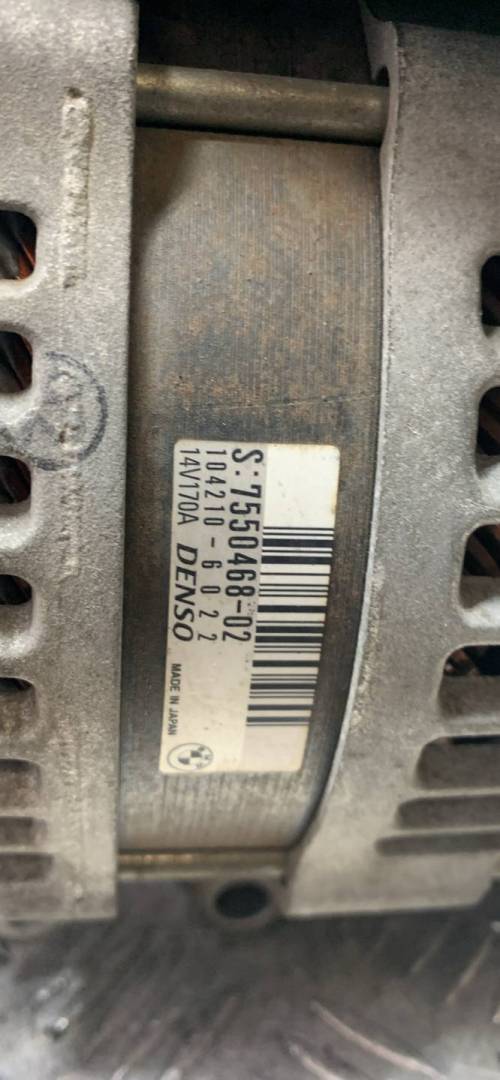 S:7550468-02
104210-6022
14V170A DENSO
MADE IN JAPAN